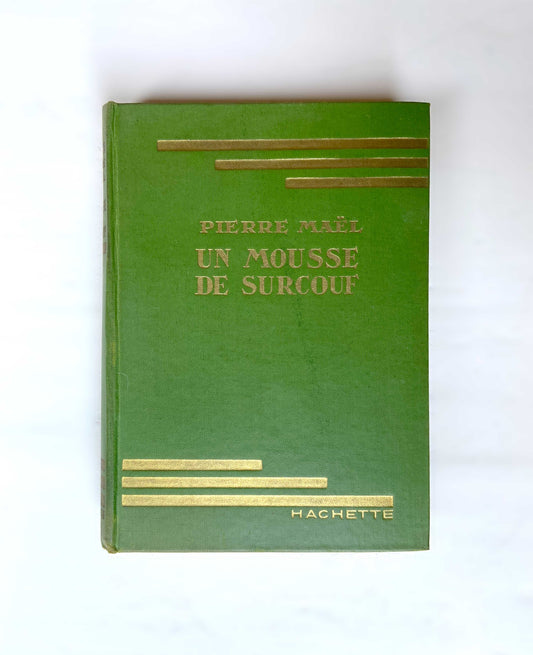 PIERRE MAËL
UN MOUSSE
DE SURCOUF
HACHETTE